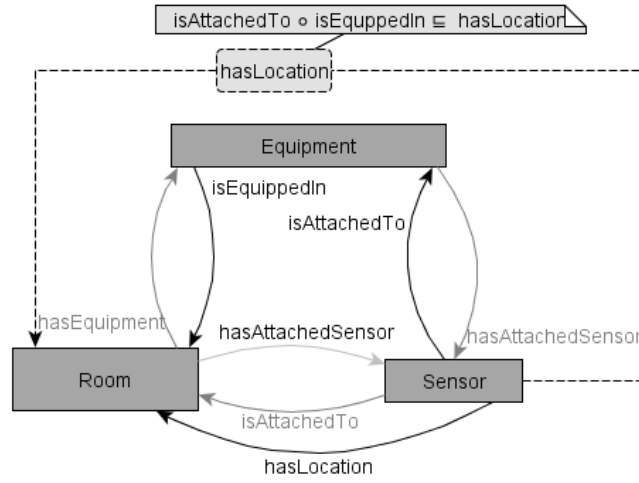 isAttachedTo ∘ isEquppedIn ⊑ hasLocation
hasLocation
Equipment
isEquippedIn
isAttachedTo
hasEquipment
hasAttachedSensor
hasAttachedSensor
Room
Sensor
isAttachedTo
hasLocation